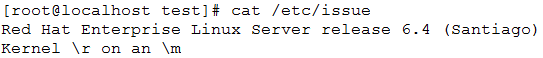 [root@localhost test]# cat /etc/issue
Red Hat Enterprise Linux Server release 6.4 (Santiago)
Kernel \r on an \m